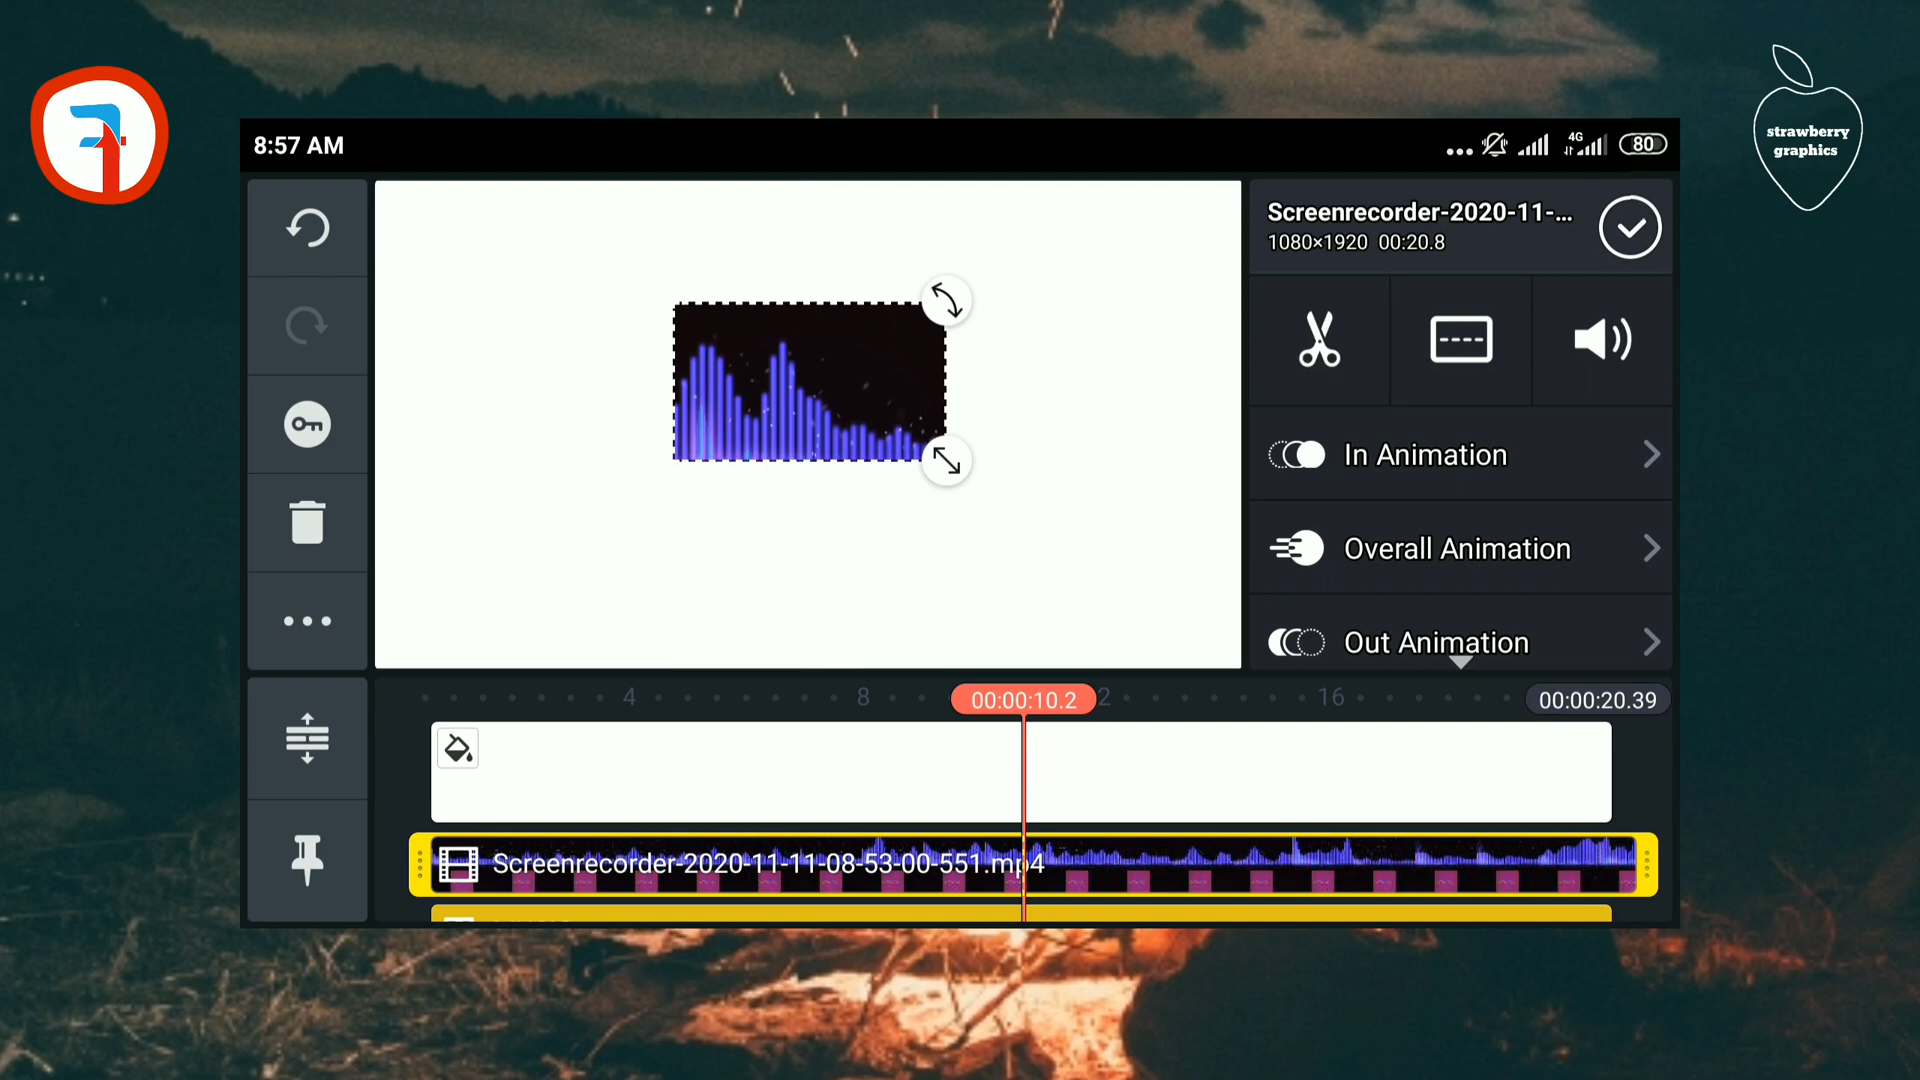 8:57 AM
4G
80
strawberry
graphics
Screenrecorder-2020-11-...
1080×1920 00:20.8
In Animation
Overall Animation
Out Animation
4
8
00:00:10.2
2
16
00:00:20.39
Screenrecorder-2020-11-11-08-53-00-551.mp4